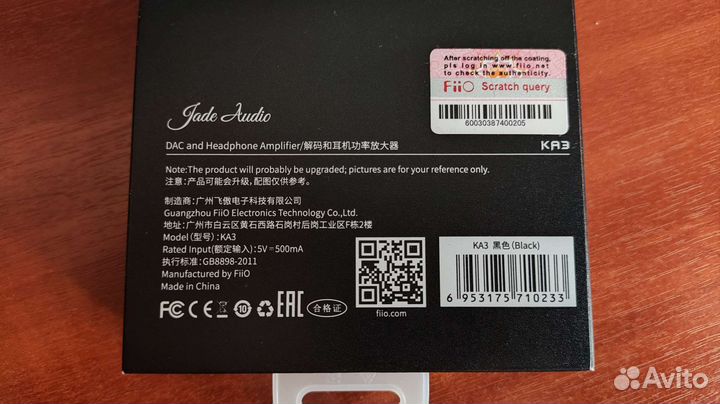 After scratching off the coating,
pls log in www.fiio.net
to check the authenticity.
FiiO Scratch query
60030387400205
Jade Audio
DAC and Headphone Amplifier/解码和耳机功率放大器
KA3
Note:The product will probably be upgraded; pictures are for your reference only.
注意：产品可能会升级，配图仅供参考。
制造商：广州飞傲电子科技有限公司
Guangzhou FiiO Electronics Technology Co.,Ltd.
地址：广州市白云区黄石西路石岗村后岗工业区F栋2楼
Model(型号):KA3
Rated Input(额定输入):5V⎓500mA
执行标准:GB8898-2011
Manufactured by FiiO
Made in China
FC CE 10 EAC 合格证
fiio.com
KA3 黑色(Black)
6 953175 710233
Avito